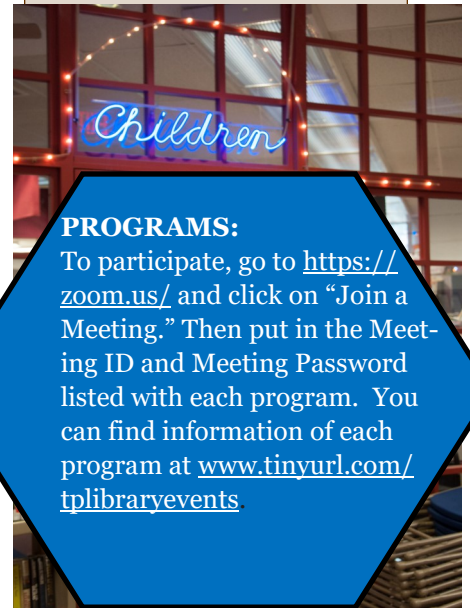 Children
PROGRAMS:
To participate, go to https://
zoom.us/ and click on “Join a
Meeting.” Then put in the Meet-
ing ID and Meeting Password
listed with each program.  You
can find information of each
program at www.tinyurl.com/
tplibraryevents.